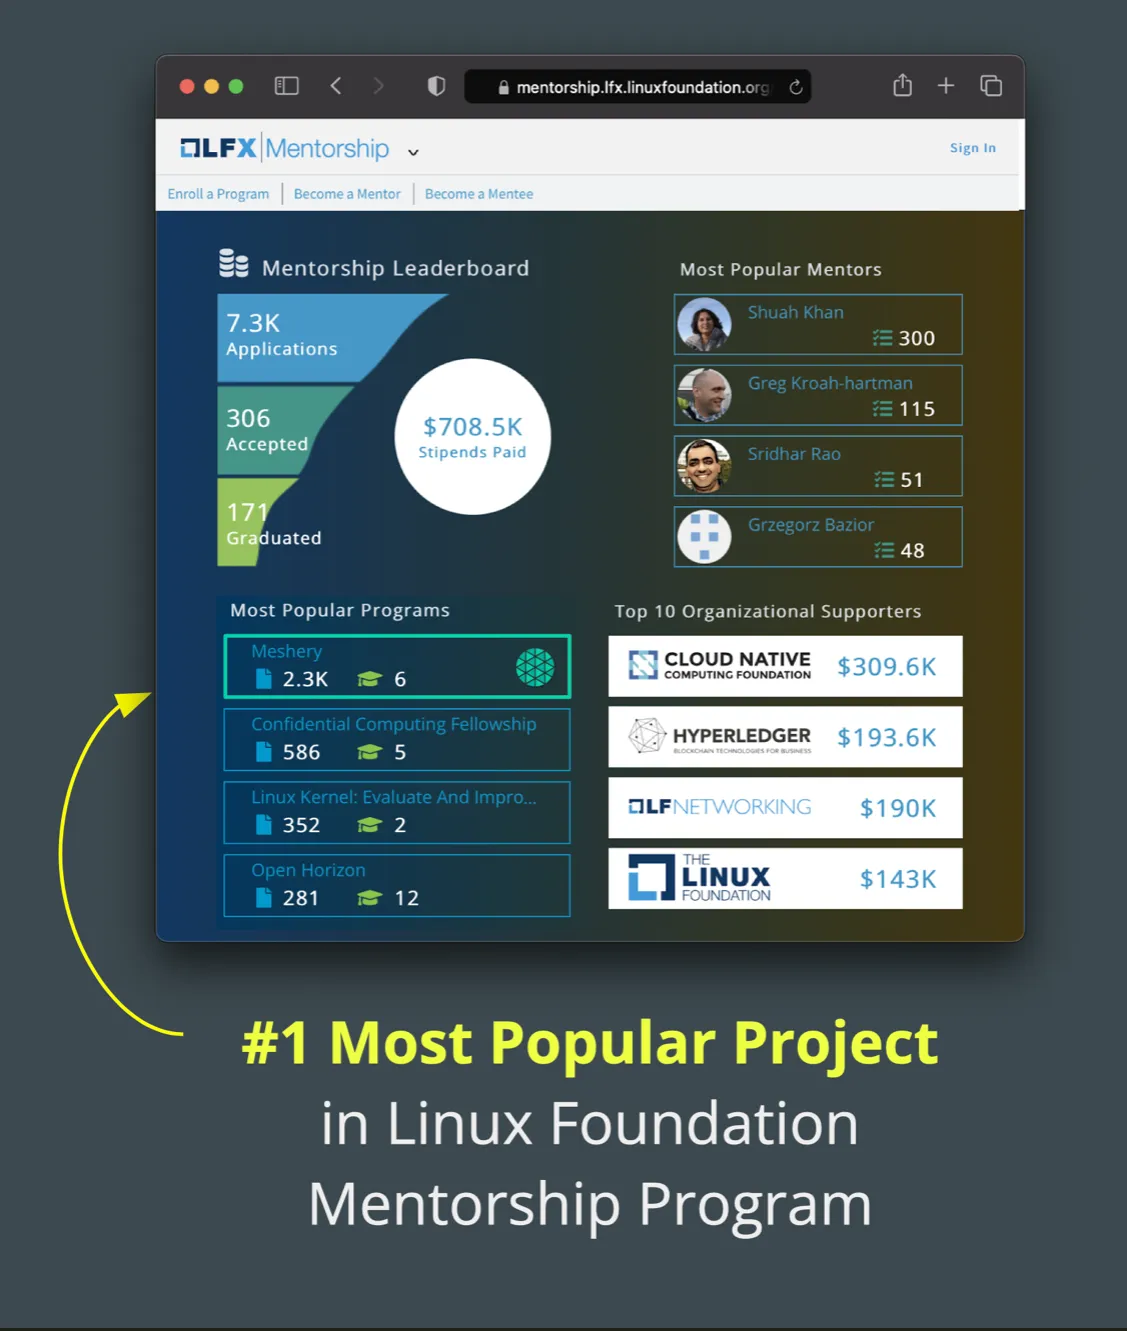 mentorship.lfx.linuxfoundation.org
LFX Mentorship
Sign In
Enroll a Program
Become a Mentor
Become a Mentee
Mentorship Leaderboard
7.3K
Applications
306
Accepted
171
Graduated
$708.5K
Stipends Paid
Most Popular Mentors
Shuah Khan
300
Greg Kroah-hartman
115
Sridhar Rao
51
Grzegorz Bazior
48
Most Popular Programs
Meshery
2.3K 6
Confidential Computing Fellowship
586 5
Linux Kernel: Evaluate And Impro...
352 2
Open Horizon
281 12
Top 10 Organizational Supporters
CLOUD NATIVE
COMPUTING FOUNDATION
$309.6K
HYPERLEDGER
BLOCKCHAIN TECHNOLOGIES FOR BUSINESS
$193.6K
LFNETWORKING
$190K
THE
LINUX
FOUNDATION
$143K
#1 Most Popular Project
in Linux Foundation
Mentorship Program